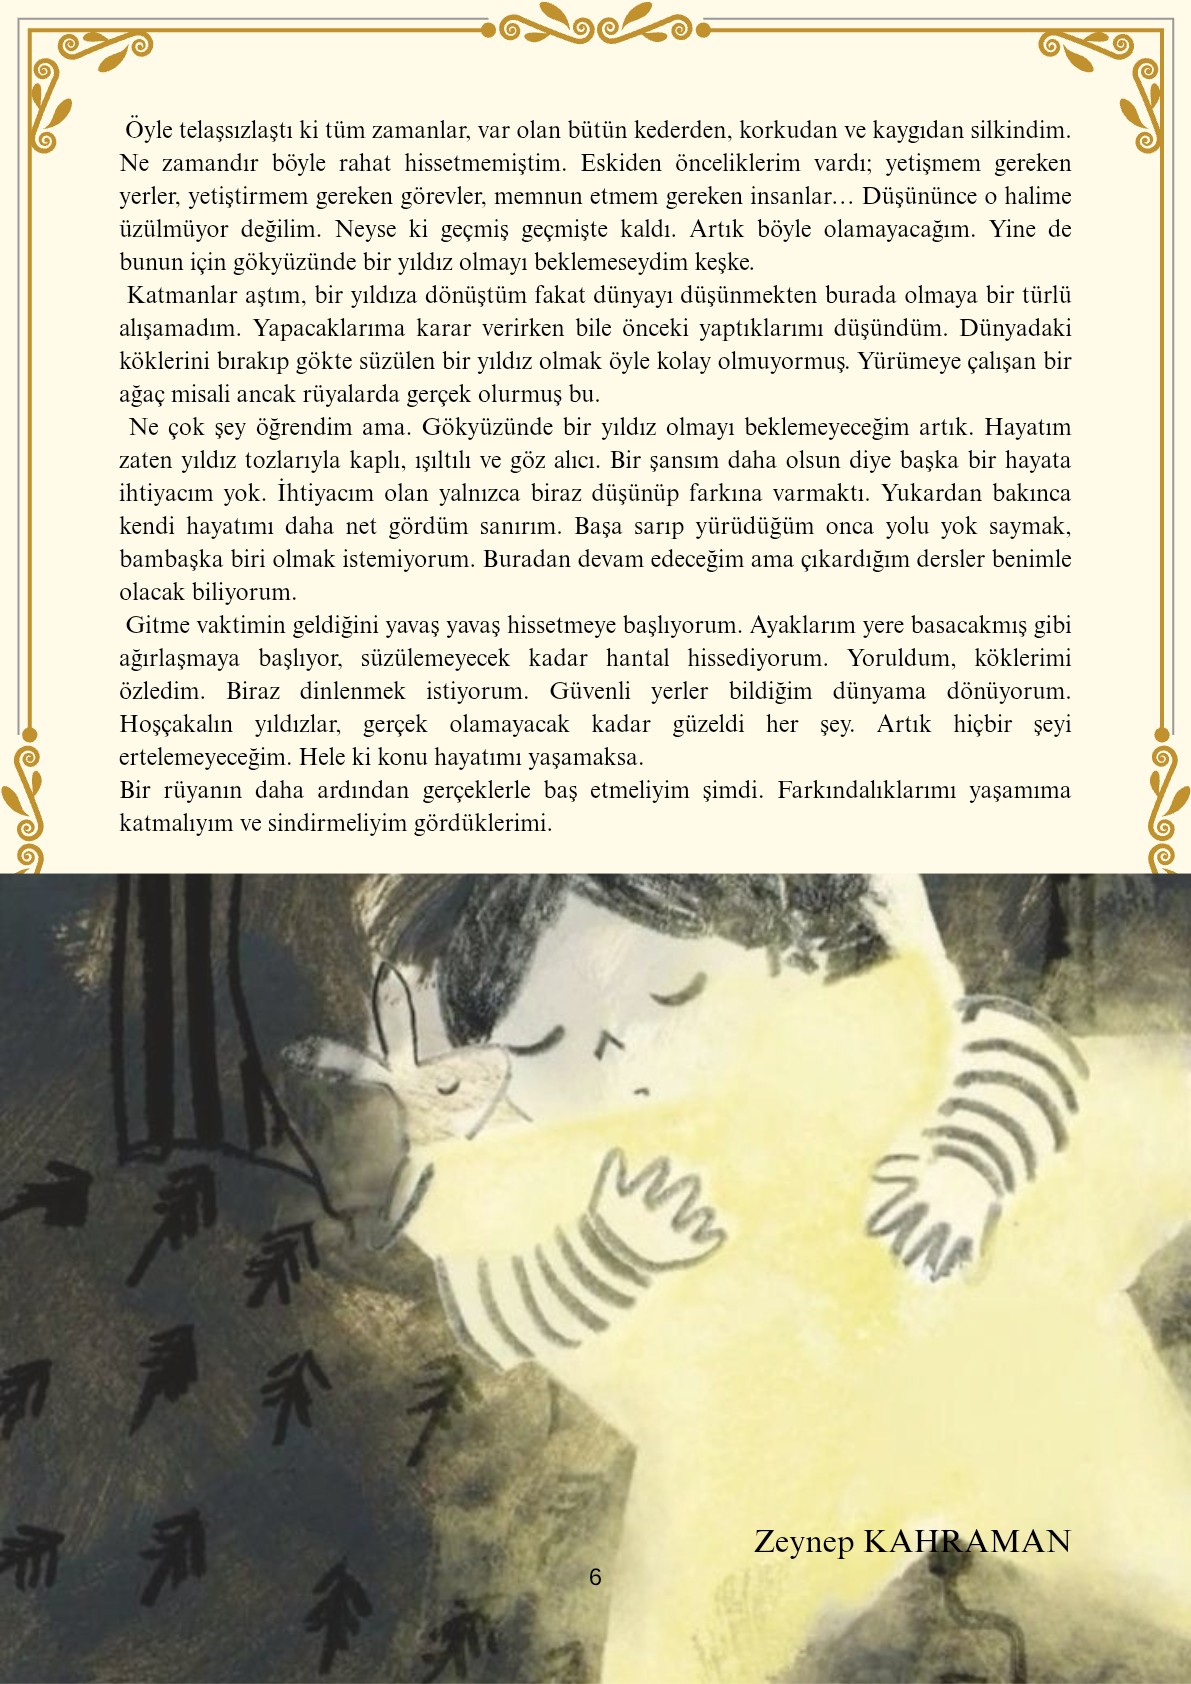 Öyle telaşsızlaştı ki tüm zamanlar, var olan bütün kederden, korkudan ve kaygıdan silkindim.
Ne zamandır böyle rahat hissetmemiştim. Eskiden önceliklerim vardı; yetişmem gereken
yerler, yetiştirmem gereken görevler, memnun etmem gereken insanlar… Düşününce o halime
üzülmüyor değilim. Neyse ki geçmiş geçmişte kaldı. Artık böyle olamayacağım. Yine de
bunun için gökyüzünde bir yıldız olmayı beklemeseydim keşke.
Katmanlar aştım, bir yıldıza dönüştüm fakat dünyayı düşünmekten burada olmaya bir türlü
alışamadım. Yapacaklarıma karar verirken bile önceki yaptıklarımı düşündüm. Dünyadaki
köklerini bırakıp gökte süzülen bir yıldız olmak öyle kolay olmuyormuş. Yürümeye çalışan bir
ağaç misali ancak rüyalarda gerçek olurmuş bu.
Ne çok şey öğrendim ama. Gökyüzünde bir yıldız olmayı beklemeyeceğim artık. Hayatım
zaten yıldız tozlarıyla kaplı, ışıltılı ve göz alıcı. Bir şansım daha olsun diye başka bir hayata
ihtiyacım yok. İhtiyacım olan yalnızca biraz düşünüp farkına varmaktı. Yukardan bakınca
kendi hayatımı daha net gördüm sanırım. Başa sarıp yürüdüğüm onca yolu yok saymak,
bambaşka biri olmak istemiyorum. Buradan devam edeceğim ama çıkardığım dersler benimle
olacak biliyorum.
Gitme vaktimin geldiğini yavaş yavaş hissetmeye başlıyorum. Ayaklarım yere basacakmış gibi
ağırlaşmaya başlıyor, süzülemeyecek kadar hantal hissediyorum. Yoruldum, köklerimi
özledim. Biraz dinlenmek istiyorum. Güvenli yerler bildiğim dünyama dönüyorum.
Hoşçakalın yıldızlar, gerçek olamayacak kadar güzeldi her şey. Artık hiçbir şeyi
ertelemeyeceğim. Hele ki konu hayatımı yaşamaksa.
Bir rüyanın daha ardından gerçeklerle baş etmeliyim şimdi. Farkındalıklarımı yaşamıma
katmalıyım ve sindirmeliyim gördüklerimi.
Zeynep KAHRAMAN
6